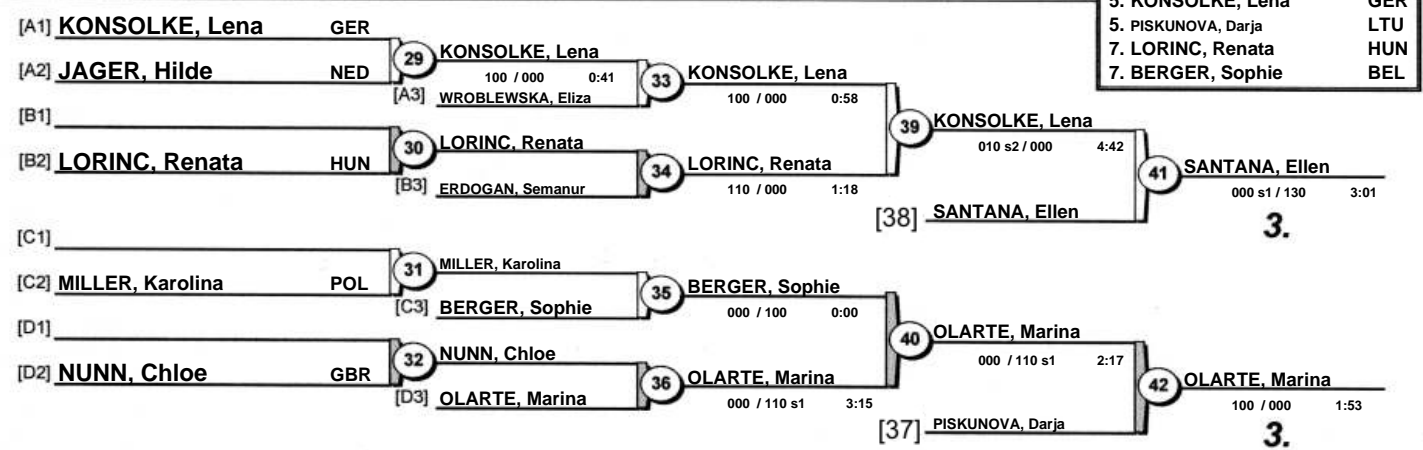 5. KONSOLKE, Lena GER
5. PISKUNOVA, Darja LTU
7. LORINC, Renata HUN
7. BERGER, Sophie BEL
[A1] KONSOLKE, Lena GER
29 KONSOLKE, Lena
[A2] JAGER, Hilde NED
100 / 000 0:41
33 KONSOLKE, Lena
[A3] WROBLEWSKA, Eliza
100 / 000 0:58
[B1]
39 KONSOLKE, Lena
30 LORINC, Renata
010 s2 / 000 4:42
[B2] LORINC, Renata HUN
34 LORINC, Renata
41 SANTANA, Ellen
[B3] ERDOGAN, Semanur
110 / 000 1:18
000 s1 / 130 3:01
[38] SANTANA, Ellen
3.
[C1]
31 MILLER, Karolina
[C2] MILLER, Karolina POL
35 BERGER, Sophie
[C3] BERGER, Sophie
000 / 100 0:00
[D1]
40 OLARTE, Marina
32 NUNN, Chloe
000 / 110 s1 2:17
[D2] NUNN, Chloe GBR
36 OLARTE, Marina
42 OLARTE, Marina
[D3] OLARTE, Marina
000 / 110 s1 3:15
100 / 000 1:53
[37] PISKUNOVA, Darja
3.